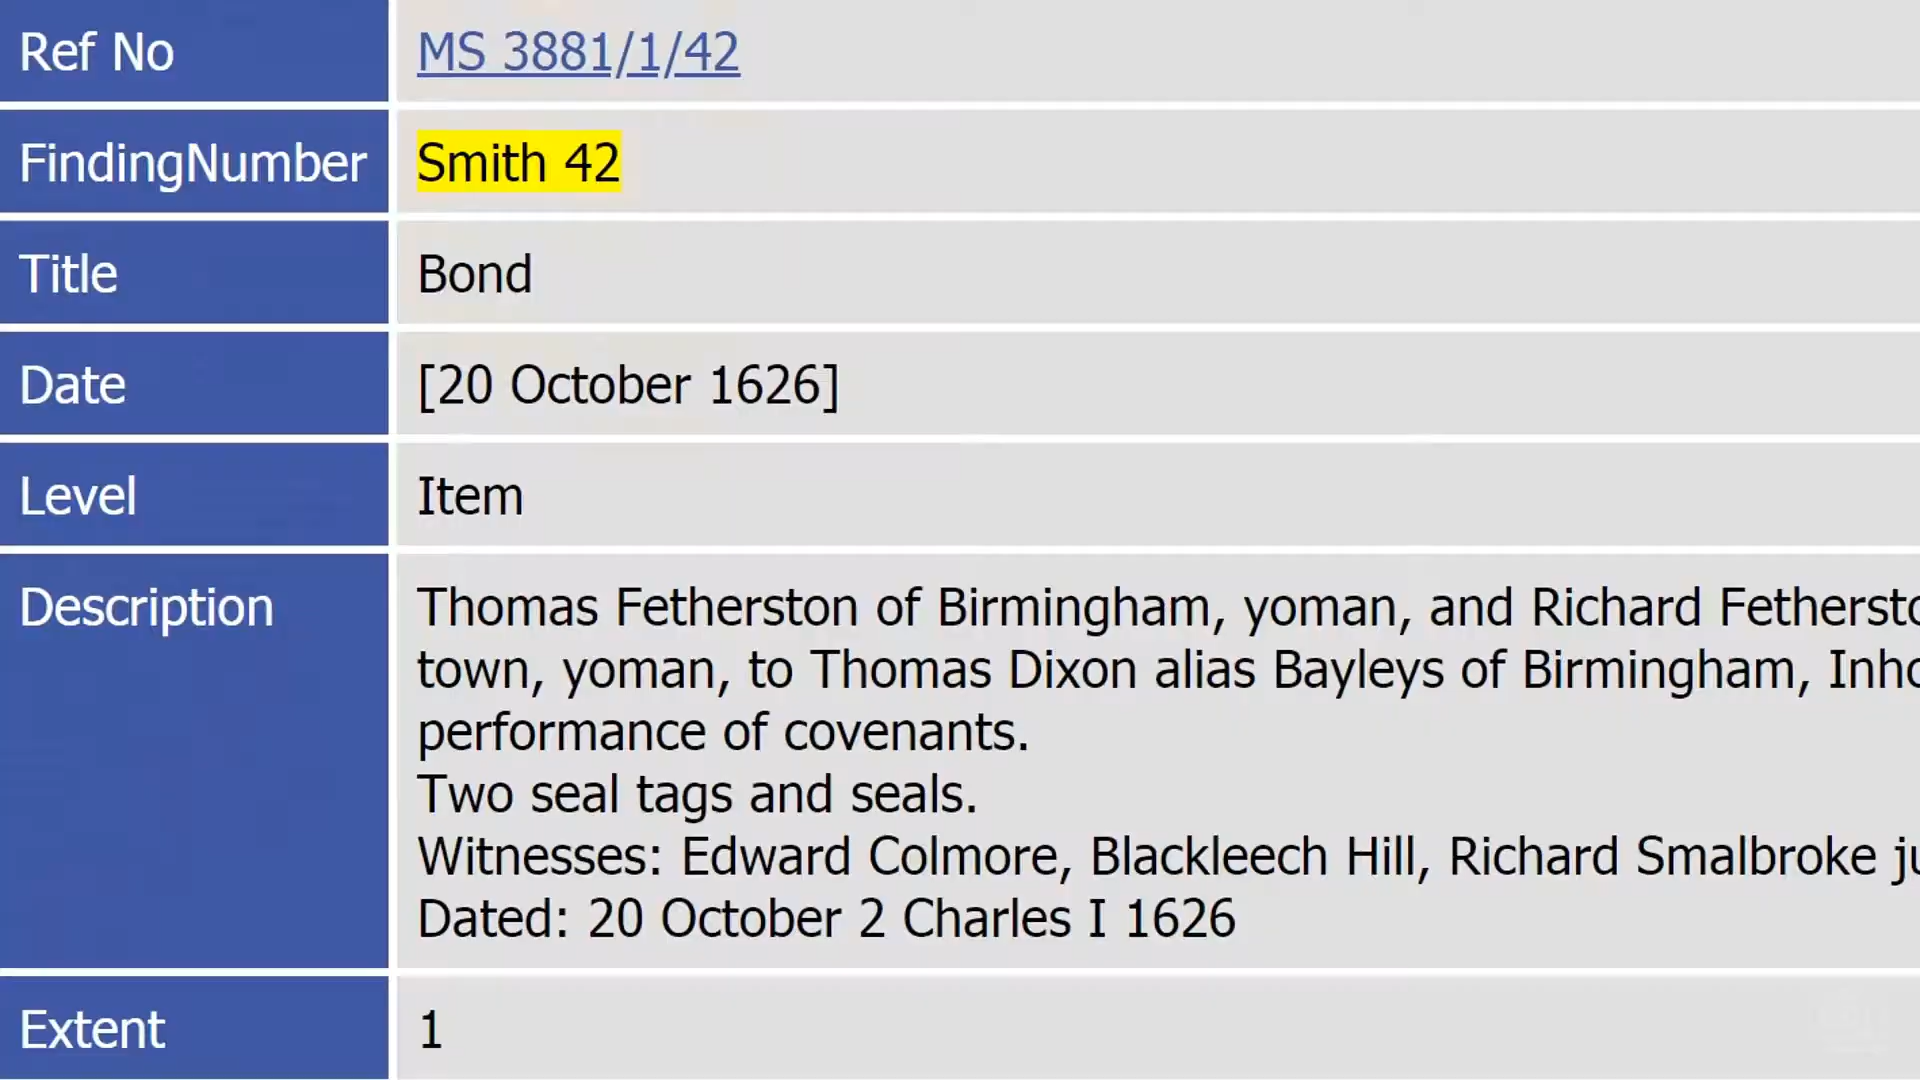 Ref No MS 3881/1/42
FindingNumber Smith 42
Title Bond
Date [20 October 1626]
Level Item
Description Thomas Fetherston of Birmingham, yoman, and Richard
town, yoman, to Thomas Dixon alias Bayleys of Birmingham,
performance of covenants.
Two seal tags and seals.
Witnesses: Edward Colmore, Blackleech Hill, Richard Smalbroke
Dated: 20 October 2 Charles I 1626
Extent 1